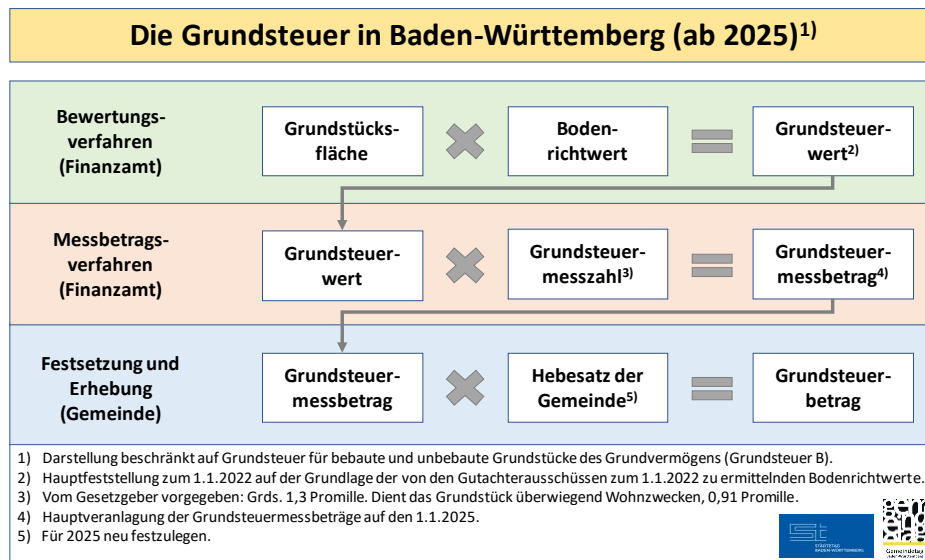 Die Grundsteuer in Baden-Württemberg (ab 2025)1)
Bewertungs-
verfahren
(Finanzamt)
Grundstücks-
fläche
Boden-
richtwert
Grundsteuer-
wert2)
Messbetrags-
verfahren
(Finanzamt)
Grundsteuer-
wert
Grundsteuer-
messzahl3)
Grundsteuer-
messbetrag4)
Festsetzung und
Erhebung
(Gemeinde)
Grundsteuer-
messbetrag
Hebesatz der
Gemeinde5)
Grundsteuer-
betrag
1) Darstellung beschränkt auf Grundsteuer für bebaute und unbebaute Grundstücke des Grundvermögens (Grundsteuer B).
2) Hauptfeststellung zum 1.1.2022 auf der Grundlage der von den Gutachterausschüssen zum 1.1.2022 zu ermittelnden Bodenrichtwerte.
3) Vom Gesetzgeber vorgegeben: Grds. 1,3 Promille. Dient das Grundstück überwiegend Wohnzwecken, 0,91 Promille.
4) Hauptveranlagung der Grundsteuermessbeträge auf den 1.1.2025.
5) Für 2025 neu festzulegen.
STÄDTETAG
BADEN-WÜRTTEMBERG
Gemeindetag